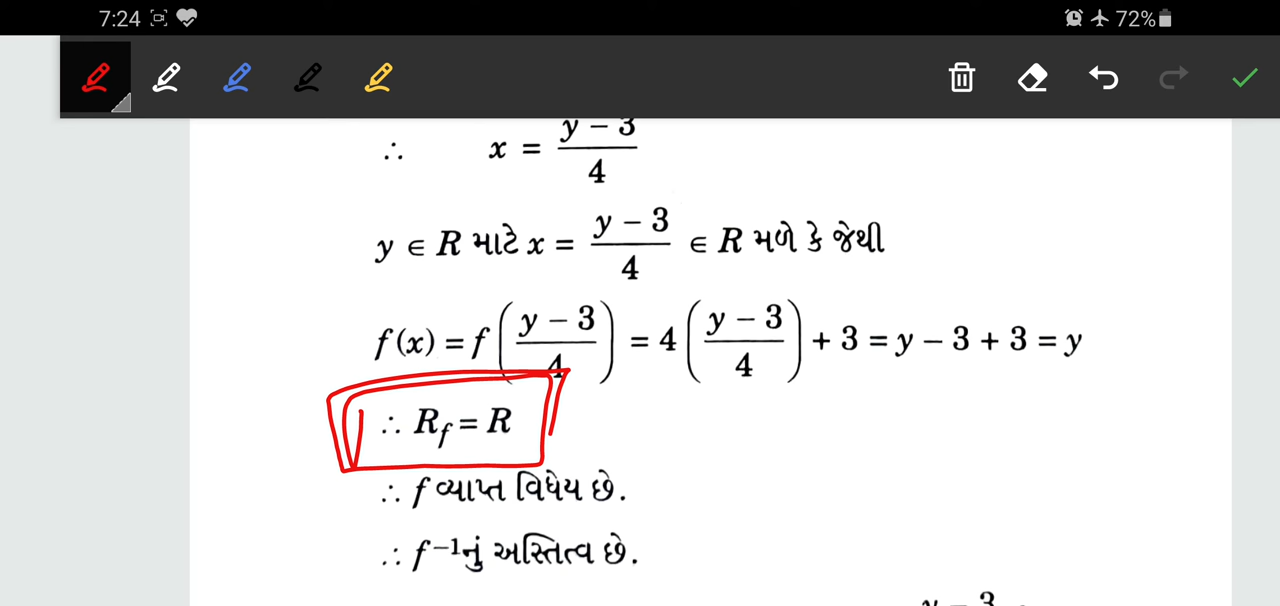 7:24 72%
∴ x = (y − 3)/4
y ∈ R માટે x = (y − 3)/4 ∈ R મળે કે જેથી
f(x) = f((y − 3)/4) = 4((y − 3)/4) + 3 = y − 3 + 3 = y
∴ R_f = R
∴ f વ્યાપ્ત વિધેય છે.
∴ f⁻¹નું અસ્તિત્વ છે.
y − 3